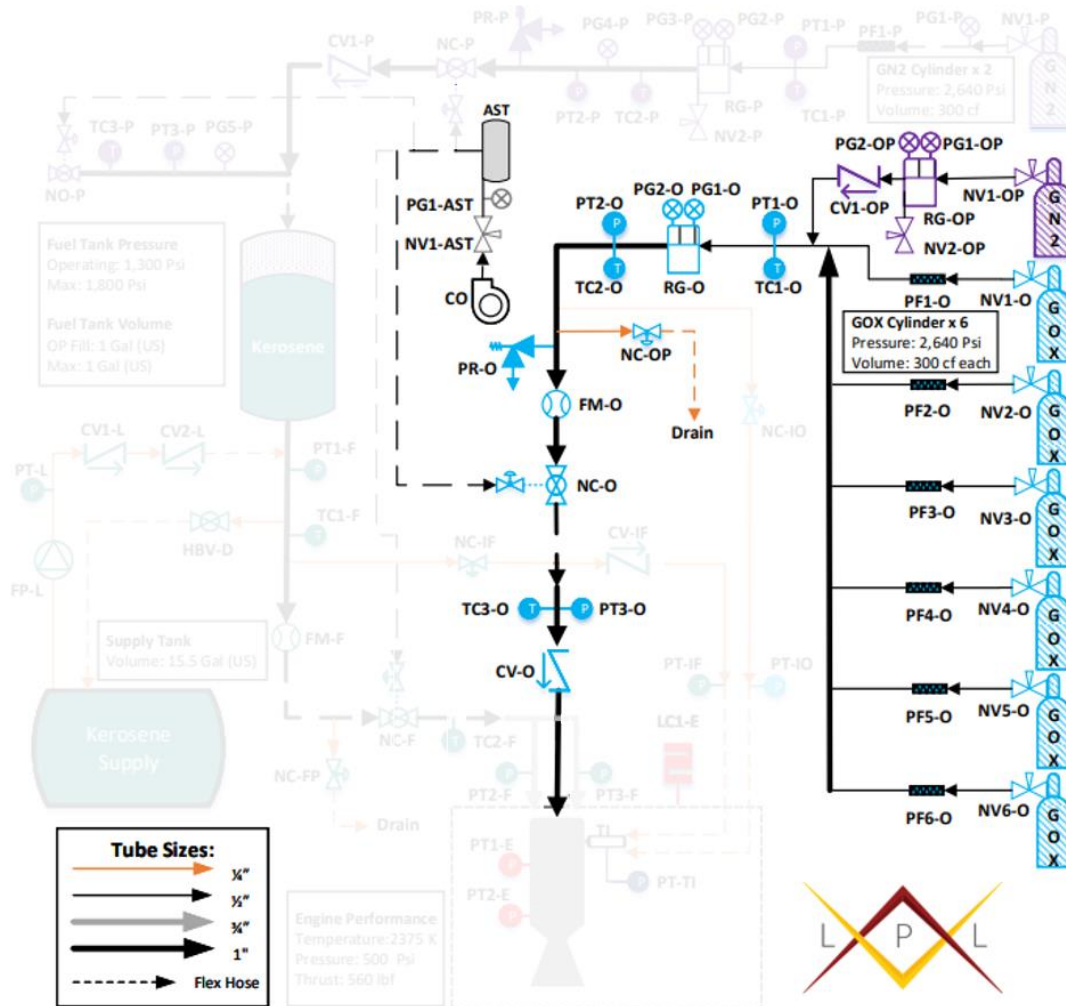 PR-P
PG3-P
PG2-P
PG4-P
PT1-P
PG1-P
NV1-P
CV1-P
NC-P
PF1-P
GN2
GN2 Cylinder x 2
Pressure: 2,640 Psi
Volume: 300 cf
PT2-P
TC2-P
RG-P
NV2-P
TC1-P
TC3-P
PT3-P
PG5-P
NO-P
AST
PG1-AST
NV1-AST
CO
PG2-OP
PG1-OP
NV1-OP
CV1-OP
RG-OP
NV2-OP
GN2
PT2-O
PG2-O
PG1-O
PT1-O
TC2-O
RG-O
TC1-O
PF1-O
NV1-O
GOX
GOX Cylinder x 6
Pressure: 2,640 Psi
Volume: 300 cf each
Fuel Tank Pressure
Operating: 1,300 Psi
Max: 1,800 Psi
Fuel Tank Volume
OP Fill: 1 Gal (US)
Max: 1 Gal (US)
Kerosene
PR-O
NC-OP
Drain
FM-O
NC-IO
PF2-O
NV2-O
GOX
CV1-L
CV2-L
PT1-F
PT-L
NC-O
PF3-O
NV3-O
GOX
HBV-D
TC1-F
NC-IF
CV-IF
FP-L
PF4-O
NV4-O
GOX
TC3-O
T
P
PT3-O
Supply Tank
Volume: 15.5 Gal (US)
FM-F
CV-O
PT-IF
PT-IO
PF5-O
NV5-O
GOX
Kerosene
Supply
NC-F
TC2-F
LC1-E
NC-FP
Drain
PT2-F
PT3-F
PF6-O
NV6-O
GOX
PT1-E
TI
PT2-E
PT-TI
Tube Sizes:
¼"
½"
¾"
1"
Flex Hose
Engine Performance
Temperature:2375 K
Pressure: 500 Psi
Thrust: 560 lbf
L P L